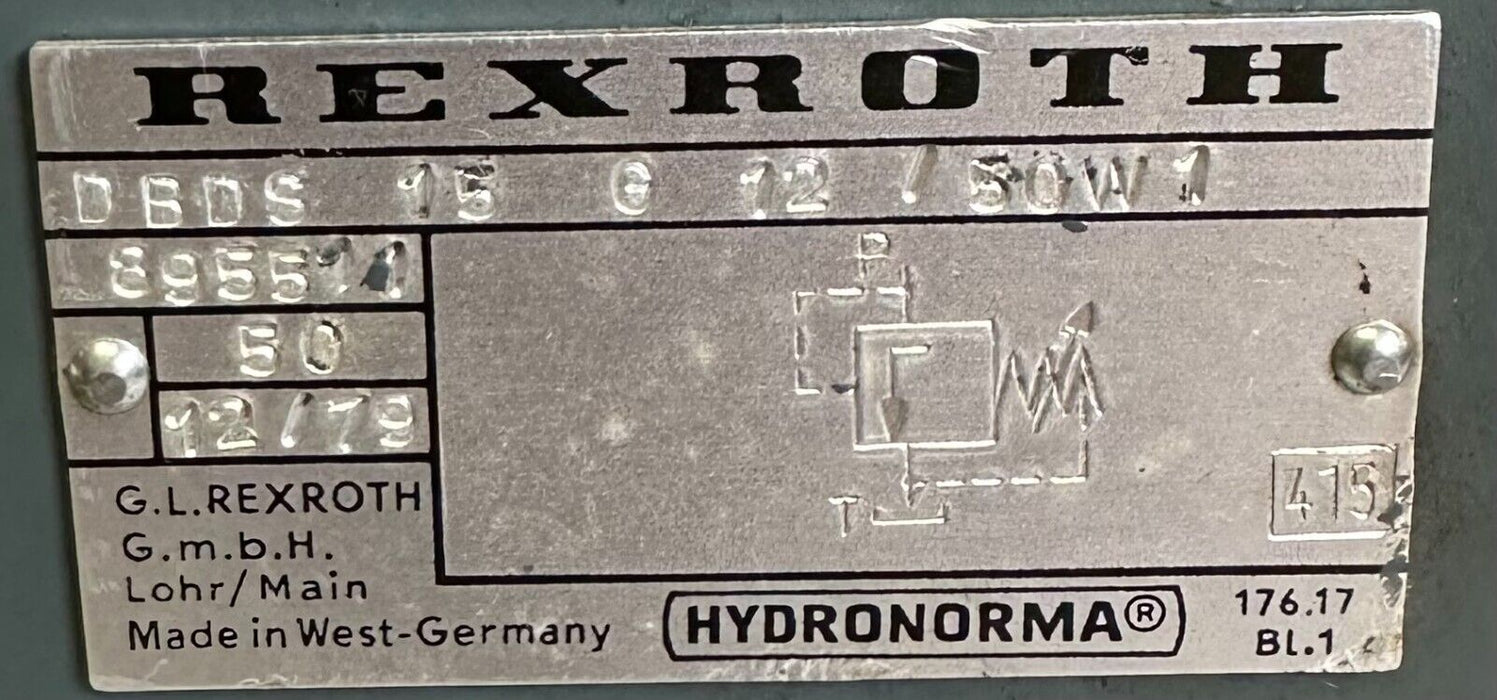 REXROTH
DBDS 15 G 12 / 50W1
50
12/79
P
T
415
G.L.REXROTH
G.m.b.H.
Lohr/Main
Made in West-Germany
HYDRONORMA®
176.17
BL.1